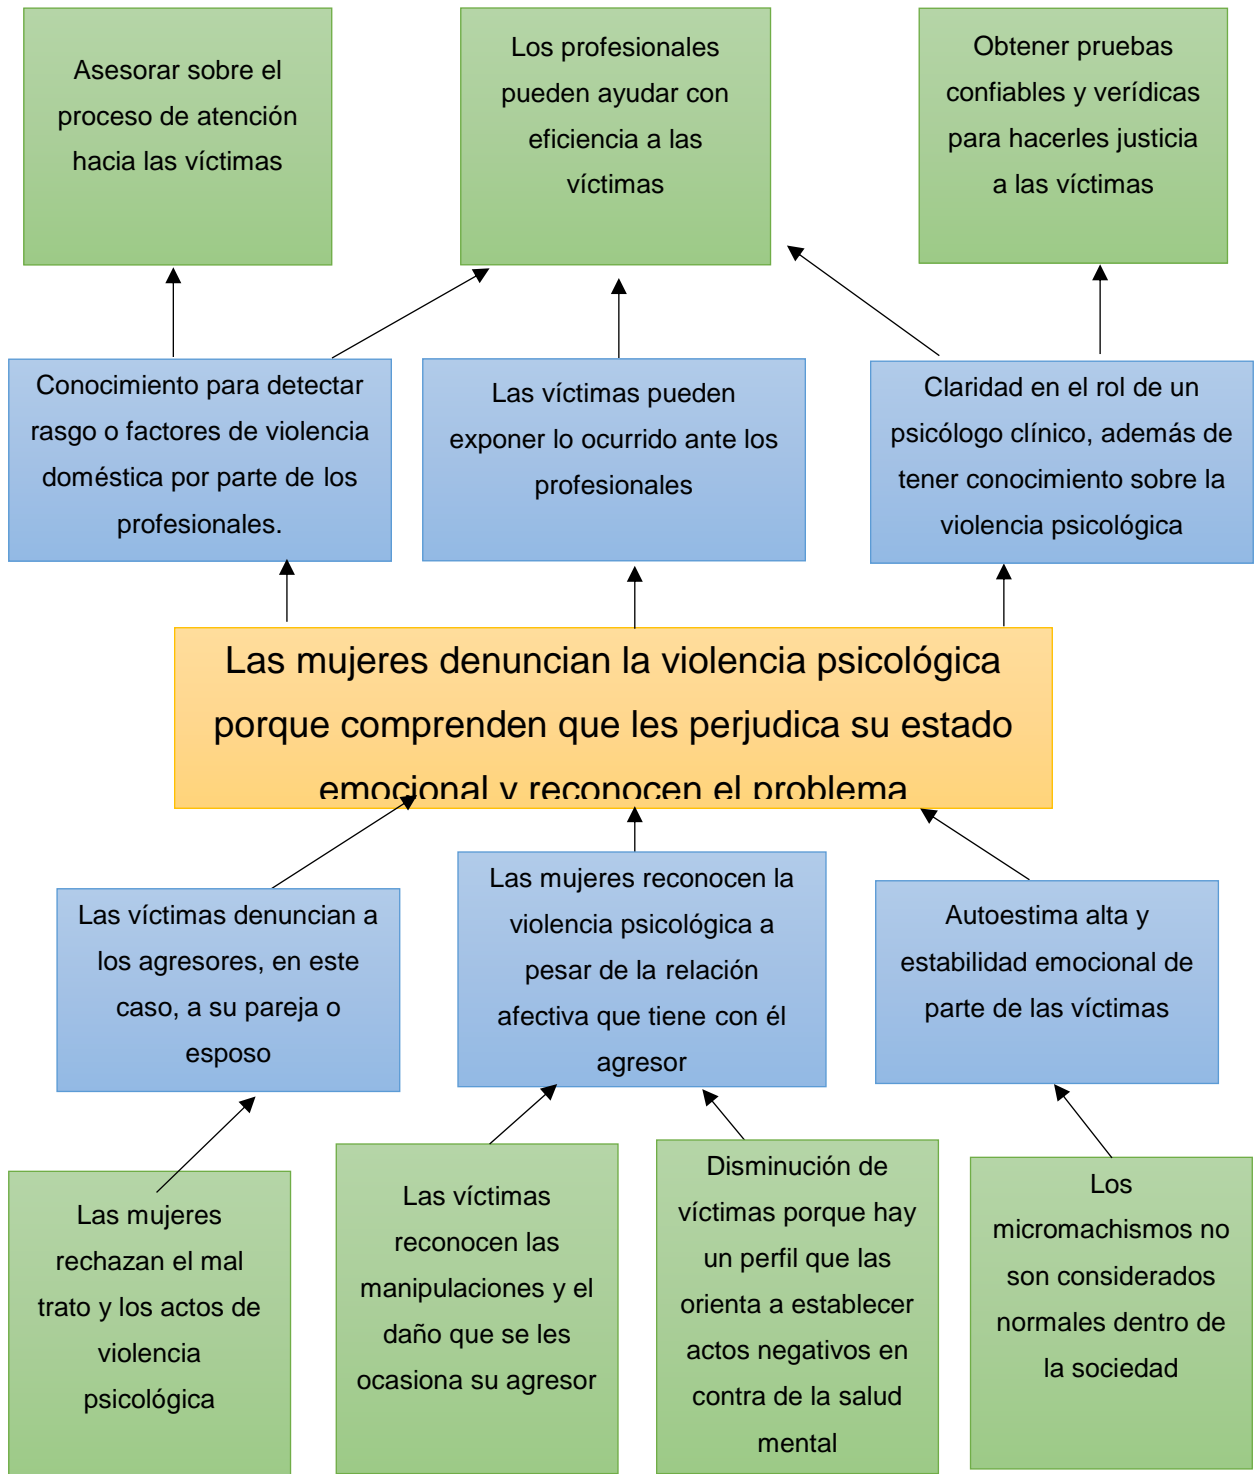 Asesorar sobre el
proceso de atención
hacia las víctimas
Los profesionales
pueden ayudar con
eficiencia a las
víctimas
Obtener pruebas
confiables y verídicas
para hacerles justicia
a las víctimas
Conocimiento para detectar
rasgo o factores de violencia
doméstica por parte de los
profesionales.
Las víctimas pueden
exponer lo ocurrido ante los
profesionales
Claridad en el rol de un
psicólogo clínico, además de
tener conocimiento sobre la
violencia psicológica
Las mujeres denuncian la violencia psicológica
porque comprenden que les perjudica su estado
emocional y reconocen el problema
Las víctimas denuncian a
los agresores, en este
caso, a su pareja o
esposo
Las mujeres reconocen la
violencia psicológica a
pesar de la relación
afectiva que tiene con él
agresor
Autoestima alta y
estabilidad emocional de
parte de las víctimas
Las mujeres
rechazan el mal
trato y los actos de
violencia
psicológica
Las víctimas
reconocen las
manipulaciones y el
daño que se les
ocasiona su agresor
Disminución de
víctimas porque hay
un perfil que las
orienta a establecer
actos negativos en
contra de la salud
mental
Los
micromachismos no
son considerados
normales dentro de
la sociedad